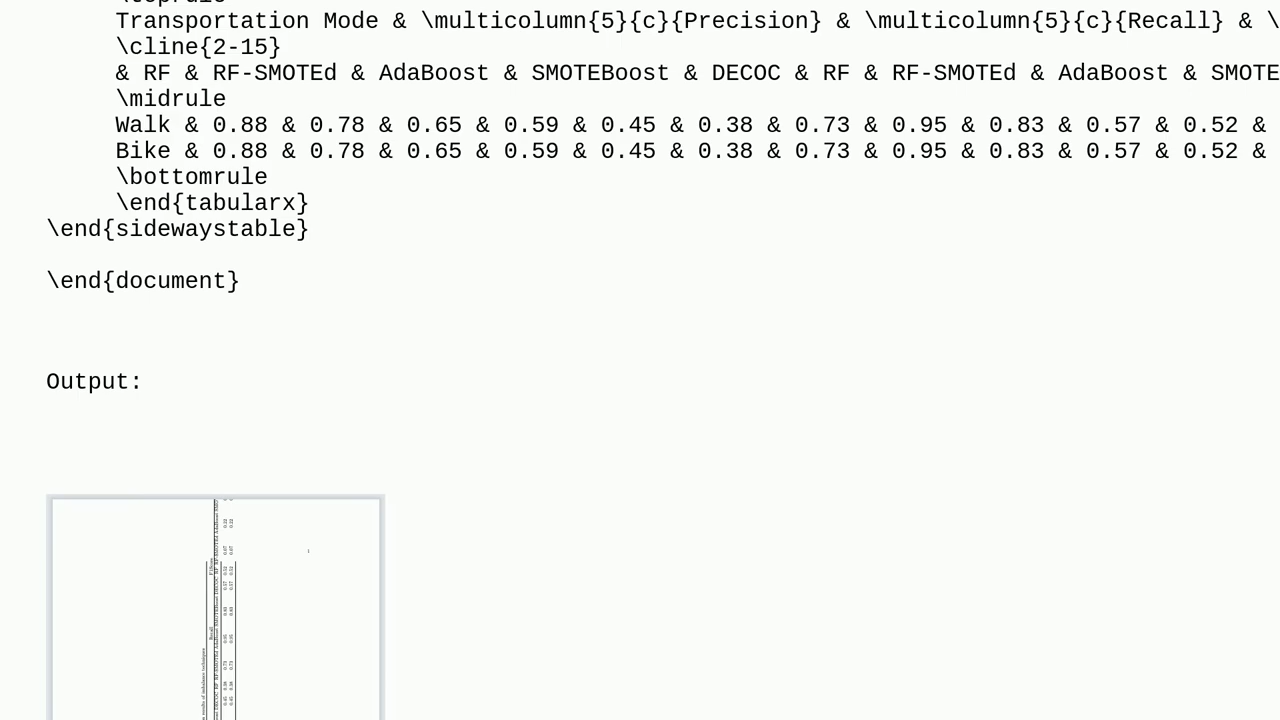 Transportation Mode & \multicolumn{5}{c}{Precision} & \multicolumn{5}{c}{Recall} & \
\cline{2-15}
& RF & RF-SMOTEd & AdaBoost & SMOTEBoost & DECOC & RF & RF-SMOTEd & AdaBoost & SMOTE
\midrule
Walk & 0.88 & 0.78 & 0.65 & 0.59 & 0.45 & 0.38 & 0.73 & 0.95 & 0.83 & 0.57 & 0.52 &
Bike & 0.88 & 0.78 & 0.65 & 0.59 & 0.45 & 0.38 & 0.73 & 0.95 & 0.83 & 0.57 & 0.52 &
\bottomrule
\end{tabularx}
\end{sidewaystable}
\end{document}
Output: